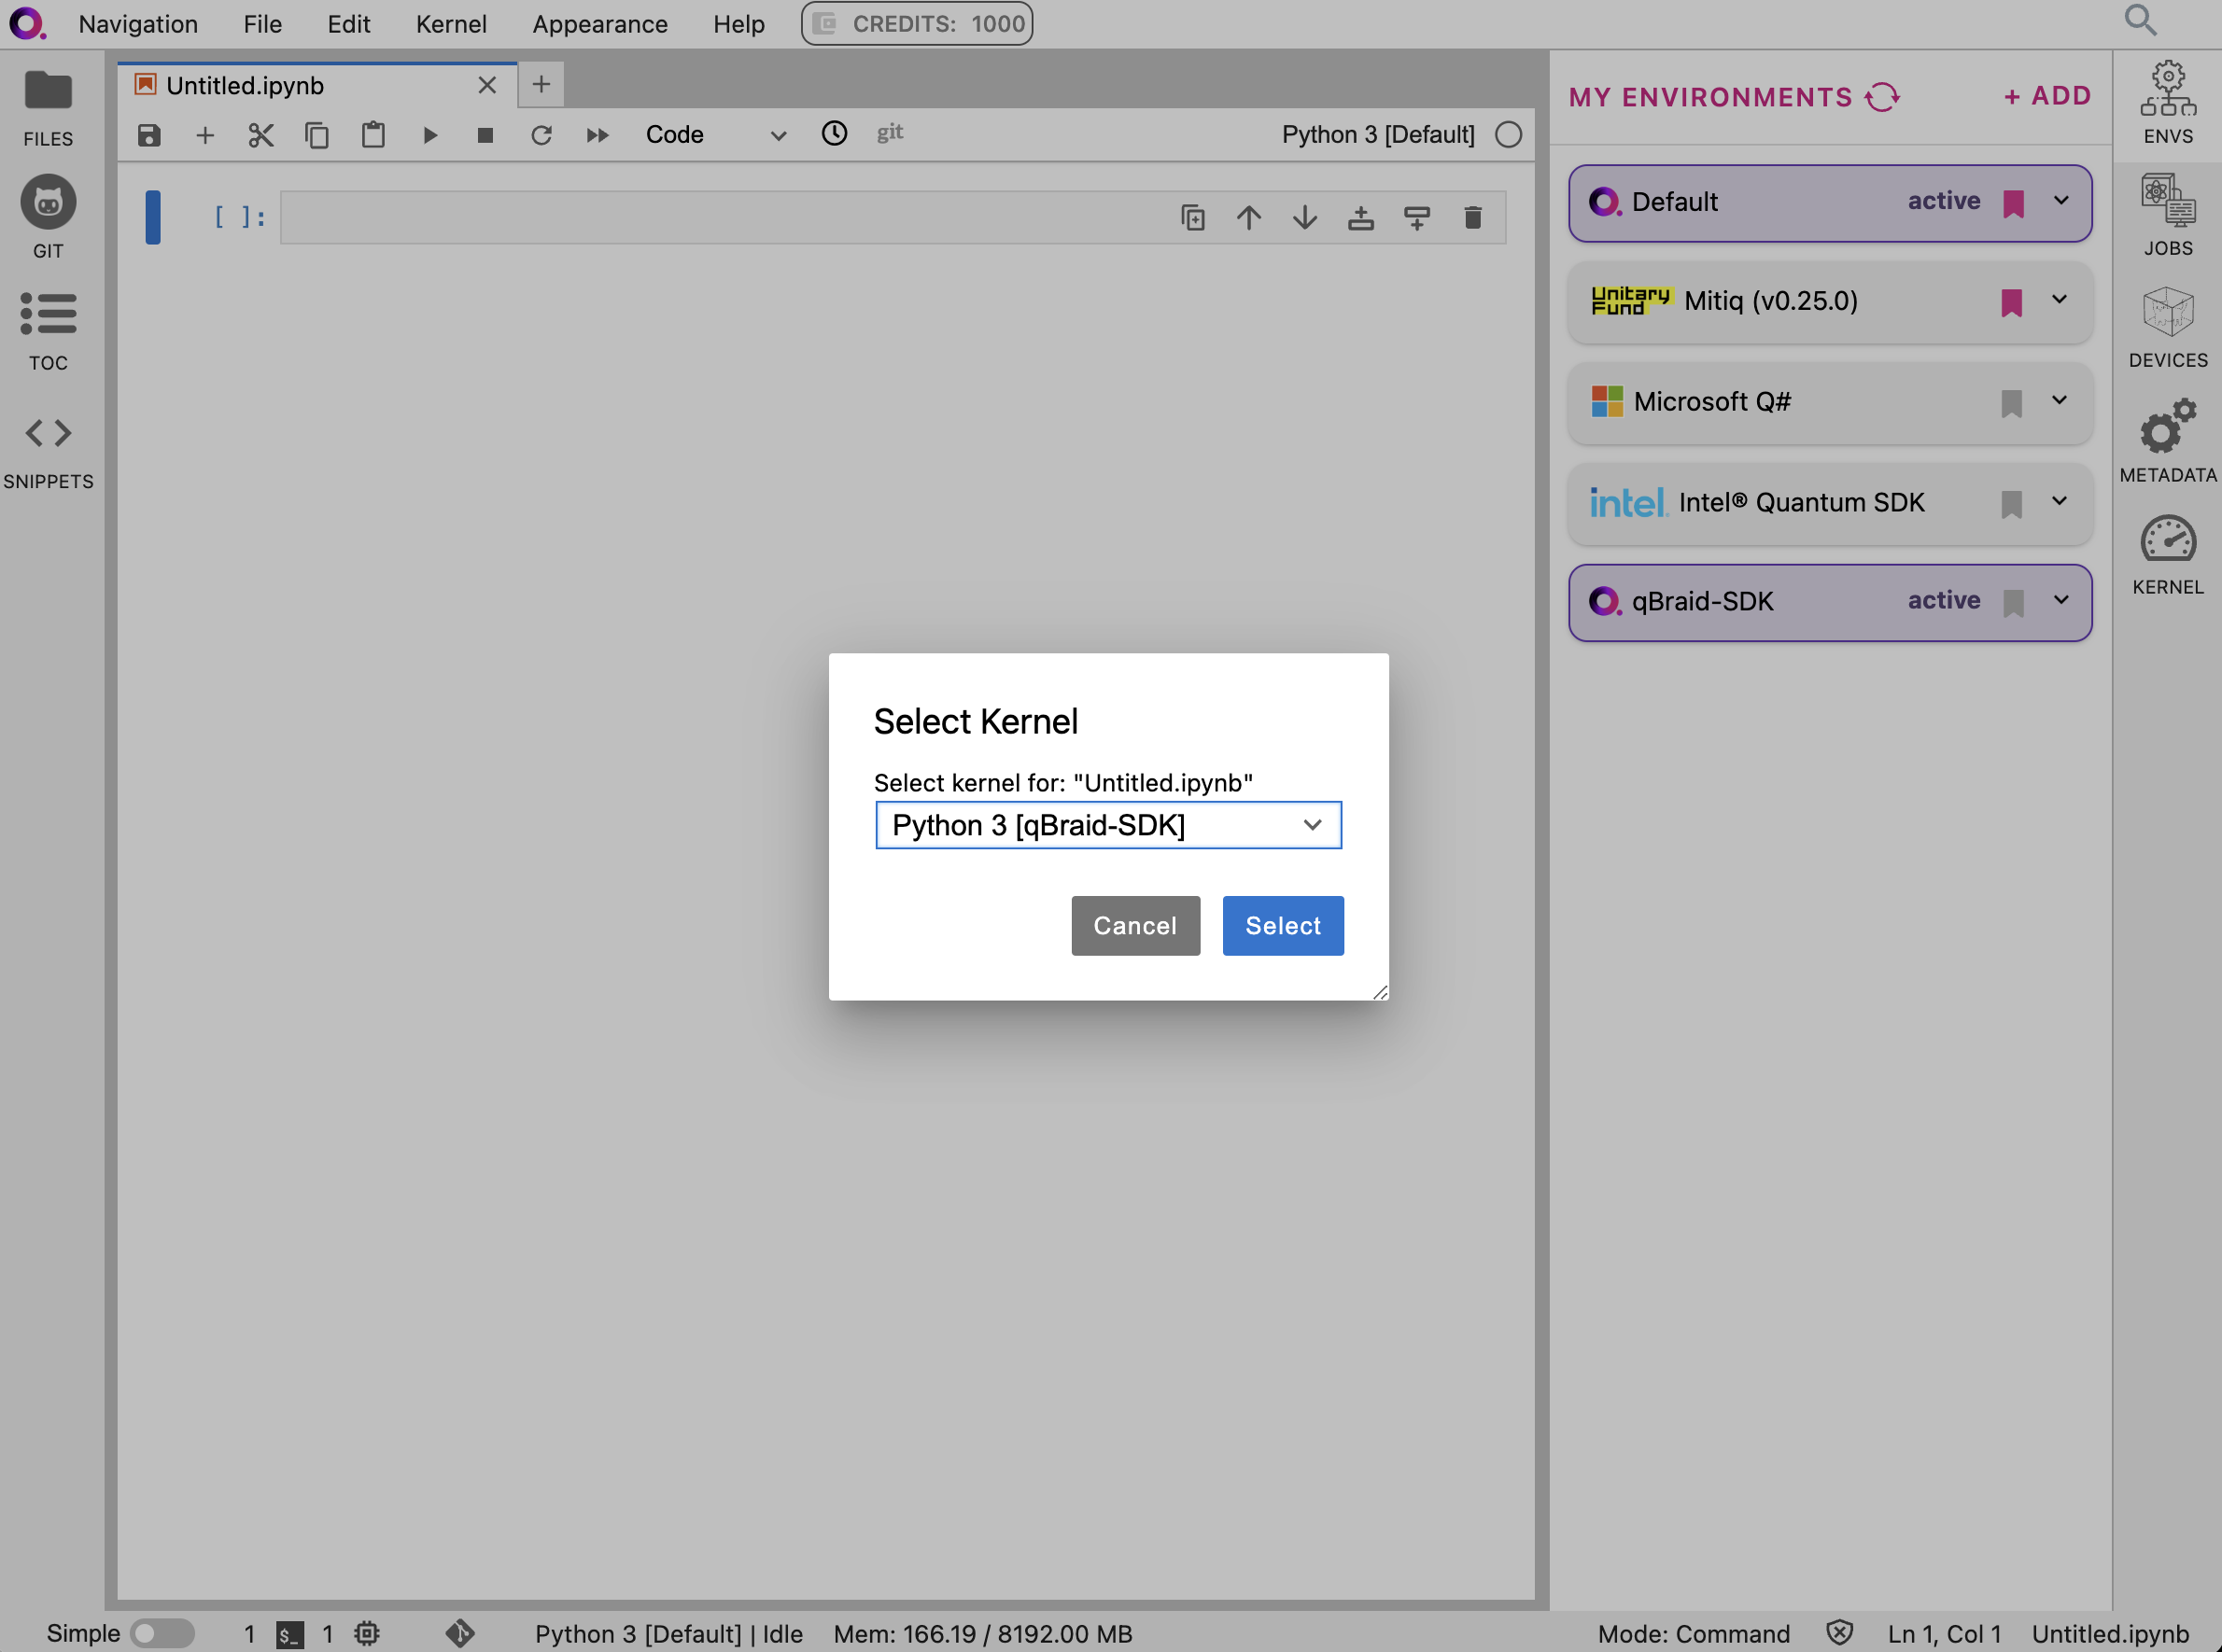 Navigation File Edit Kernel Appearance Help CREDITS: 1000
FILES
GIT
TOC
SNIPPETS
Untitled.ipynb
Code git Python 3 [Default]
[ ]:
MY ENVIRONMENTS + ADD
Default active
Unitary Fund Mitiq (v0.25.0)
Microsoft Q#
intel. Intel® Quantum SDK
qBraid-SDK active
ENVS
JOBS
DEVICES
METADATA
KERNEL
Select Kernel
Select kernel for: "Untitled.ipynb"
Python 3 [qBraid-SDK]
Cancel Select
Simple 1 $_ 1 Python 3 [Default] | Idle Mem: 166.19 / 8192.00 MB Mode: Command Ln 1, Col 1 Untitled.ipynb